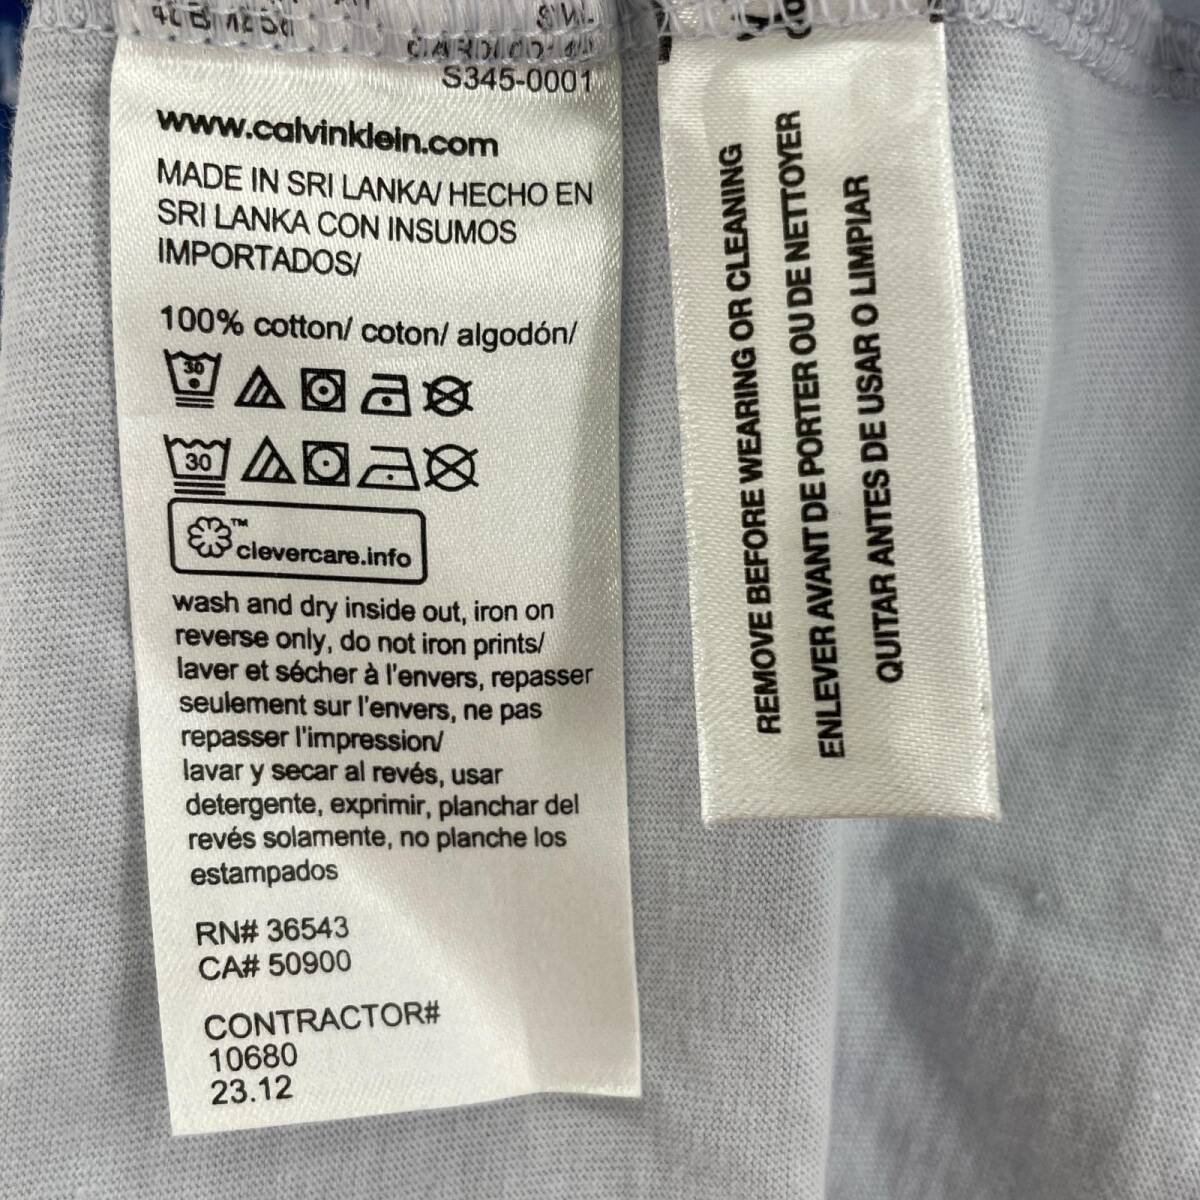 S345-0001
www.calvinklein.com
MADE IN SRI LANKA/ HECHO EN
SRI LANKA CON INSUMOS
IMPORTADOS/
100% cotton/ coton/ algodón/
30
30
™
clevercare.info
wash and dry inside out, iron on
reverse only, do not iron prints/
laver et sécher à l'envers, repasser
seulement sur l'envers, ne pas
repasser l'impression/
lavar y secar al revés, usar
detergente, exprimir, planchar del
revés solamente, no planche los
estampados
RN# 36543
CA# 50900
CONTRACTOR#
10680
23.12
REMOVE BEFORE WEARING OR CLEANING
ENLEVER AVANT DE PORTER OU DE NETTOYER
QUITAR ANTES DE USAR O LIMPIAR